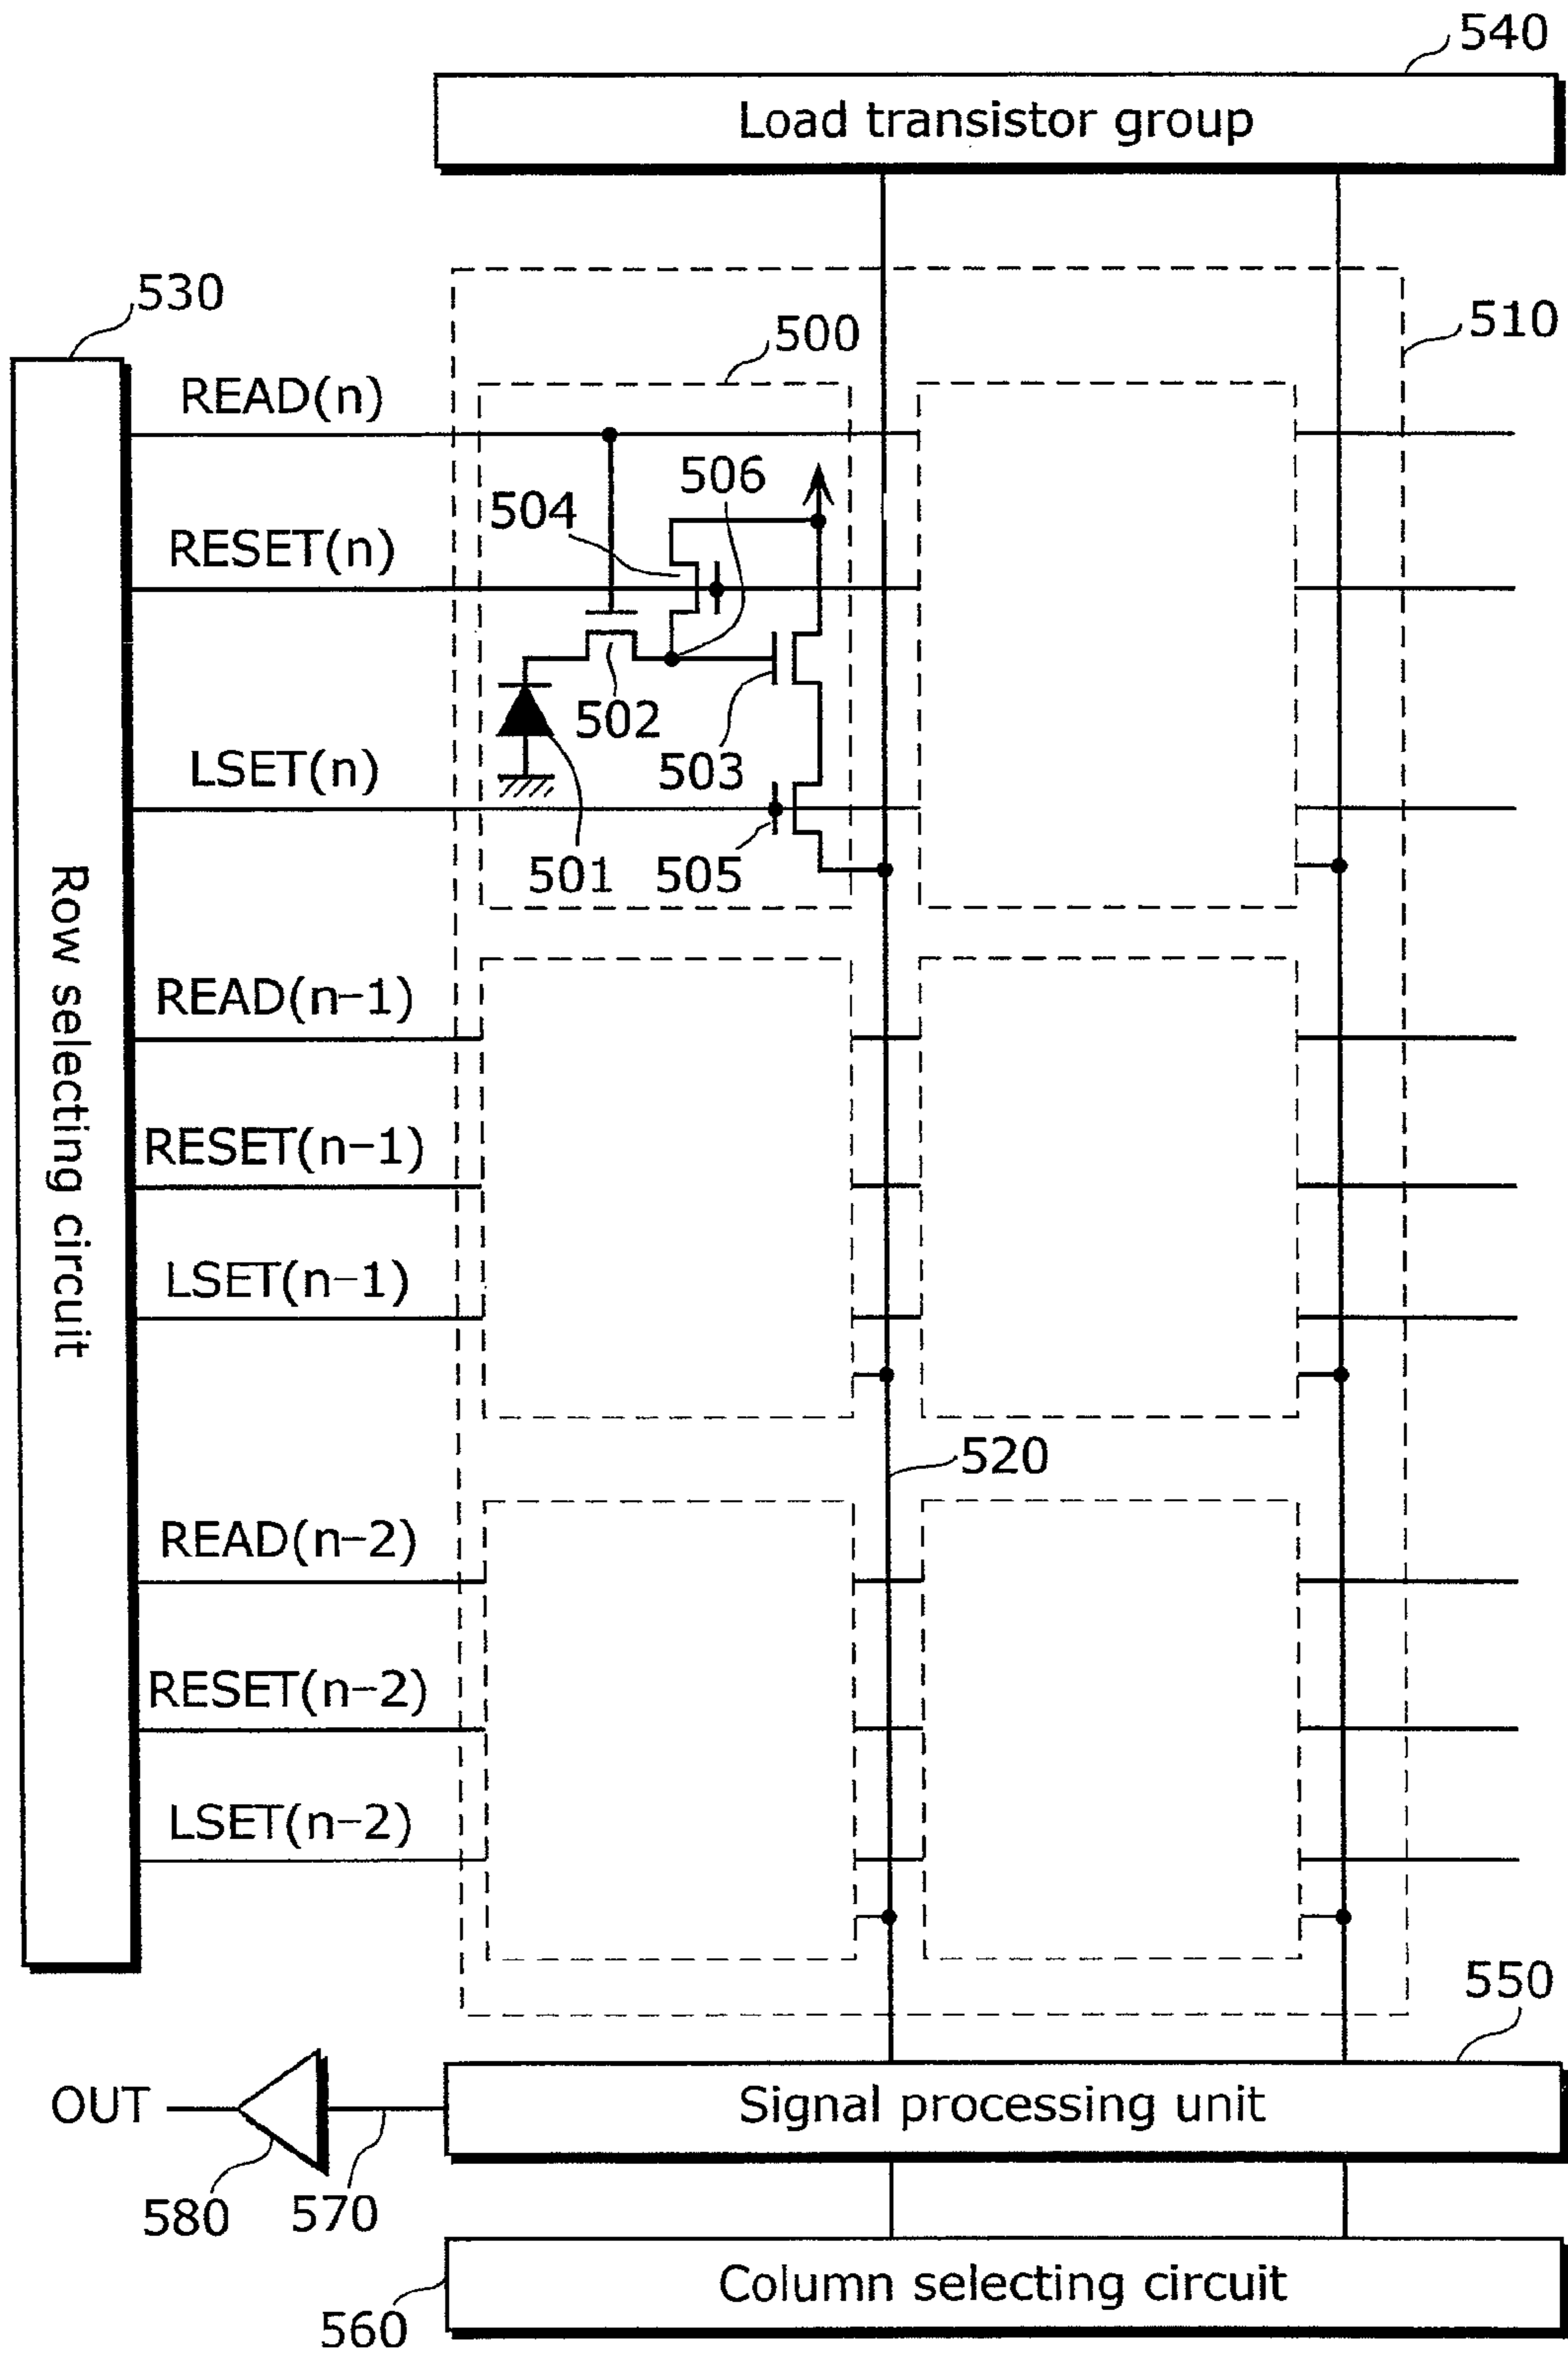 540
Load transistor group
530
500
510
READ(n)
506
504
RESET(n)
502
503
LSET(n)
501
505
Row selecting circuit
READ(n-1)
RESET(n-1)
LSET(n-1)
520
READ(n-2)
RESET(n-2)
LSET(n-2)
550
OUT
Signal processing unit
580
570
Column selecting circuit
560